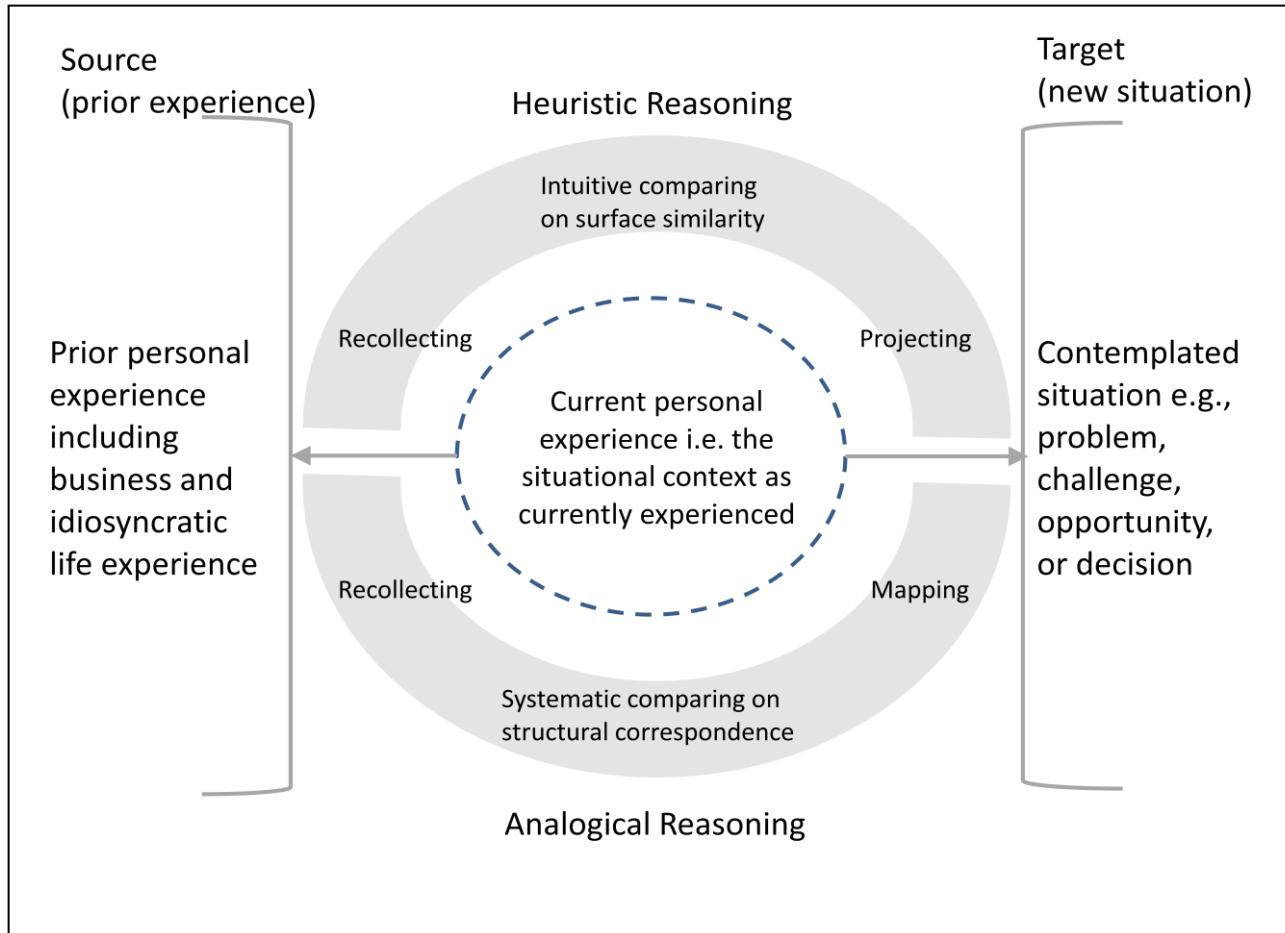 Source
(prior experience)
Target
(new situation)
Heuristic Reasoning
Intuitive comparing
on surface similarity
Recollecting
Projecting
Prior personal
experience
including
business and
idiosyncratic
life experience
Current personal
experience i.e. the
situational context as
currently experienced
Contemplated
situation e.g.,
problem,
challenge,
opportunity,
or decision
Recollecting
Mapping
Systematic comparing on
structural correspondence
Analogical Reasoning